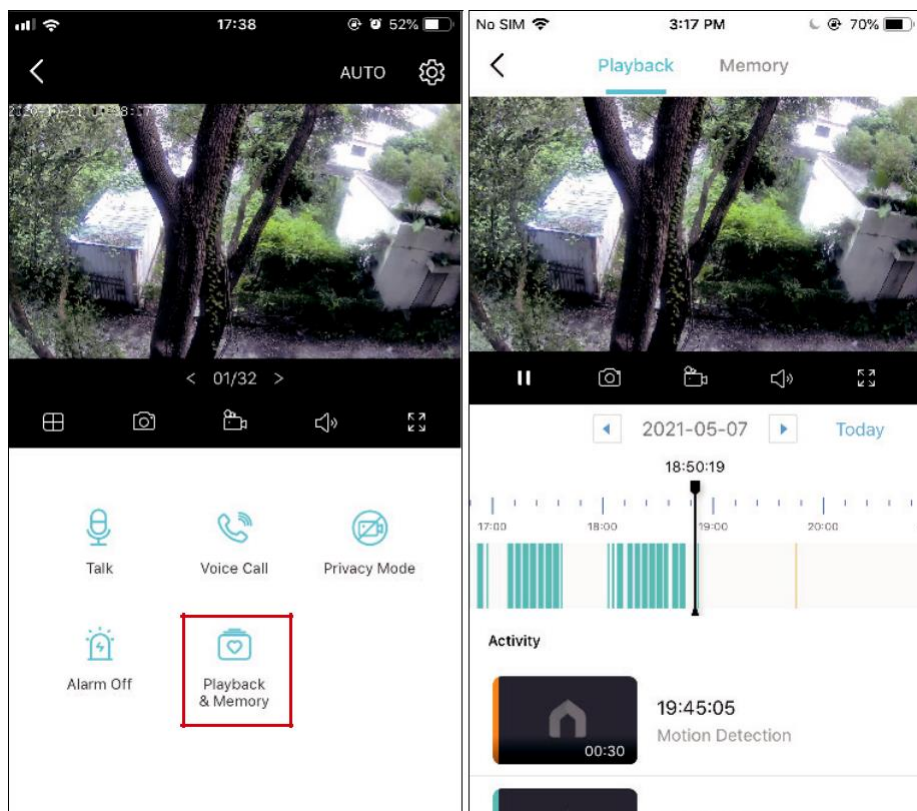 17:38
52%
AUTO
< 01/32 >
Talk
Voice Call
Privacy Mode
Alarm Off
Playback
& Memory
No SIM
3:17 PM
70%
Playback
Memory
2021-05-07
Today
18:50:19
17:00
18:00
19:00
20:00
Activity
00:30
19:45:05
Motion Detection